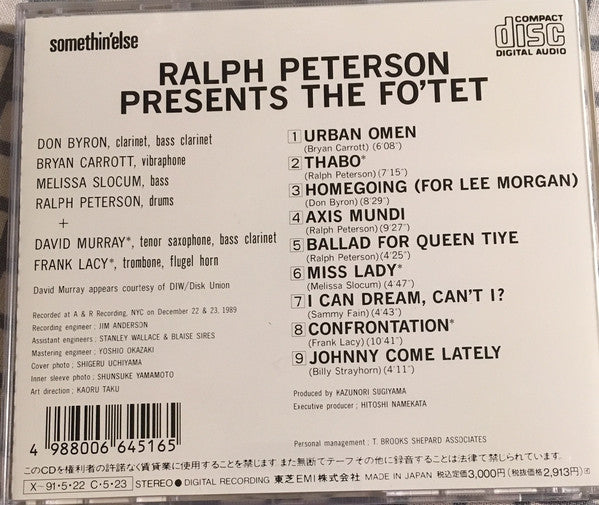 somethin'else
COMPACT
disc
DIGITAL AUDIO
RALPH PETERSON
PRESENTS THE FO'TET
DON BYRON, clarinet, bass clarinet
BRYAN CARROTT, vibraphone
MELISSA SLOCUM, bass
RALPH PETERSON, drums
+
DAVID MURRAY*, tenor saxophone, bass clarinet
FRANK LACY*, trombone, flugel horn
David Murray appears courtesy of DIW/Disk Union
Recorded at A & R Recording, NYC on December 22 & 23, 1989
Recording engineer : JIM ANDERSON
Assistant engineers : STANLEY WALLACE & BLAISE SIRES
Mastering engineer : YOSHIO OKAZAKI
Cover photo : SHIGERU UCHIYAMA
Inner sleeve photo : SHUNSUKE YAMAMOTO
Art direction : KAORU TAKU
1 URBAN OMEN
(Bryan Carrott) (6'08")
2 THABO*
(Ralph Peterson) (7'15")
3 HOMEGOING (FOR LEE MORGAN)
(Don Byron) (8'29")
4 AXIS MUNDI
(Ralph Peterson) (9'27")
5 BALLAD FOR QUEEN TIYE
(Ralph Peterson) (4'25")
6 MISS LADY*
(Melissa Slocum) (4'47")
7 I CAN DREAM, CAN'T I?
(Sammy Fain) (4'43")
8 CONFRONTATION*
(Frank Lacy) (10'41")
9 JOHNNY COME LATELY
(Billy Strayhorn) (4'11")
Produced by KAZUNORI SUGIYAMA
Executive producer : HITOSHI NAMEKATA
Personal management : T. BROOKS SHEPARD ASSOCIATES
4 988006 645165
このCDを権利者の許諾なく賃貸業に使用することを禁じます。また無断でテープその他に録音することは法律で禁じられています。
X-91・5・22 C・5・23 STEREO ● DIGITAL RECORDING 東芝EMI株式会社 MADE IN JAPAN 税込定価3,000円(税抜価格2,913円)